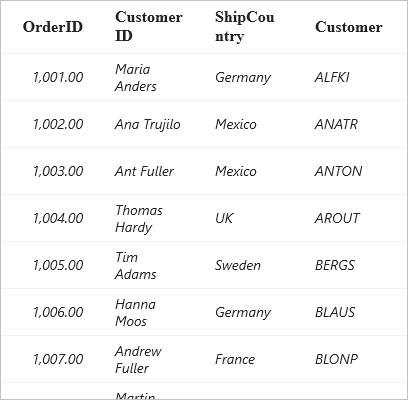 OrderID Customer ID ShipCou ntry Customer
1,001.00 Maria Anders Germany ALFKI
1,002.00 Ana Trujilo Mexico ANATR
1,003.00 Ant Fuller Mexico ANTON
1,004.00 Thomas Hardy UK AROUT
1,005.00 Tim Adams Sweden BERGS
1,006.00 Hanna Moos Germany BLAUS
1,007.00 Andrew Fuller France BLONP
Martin